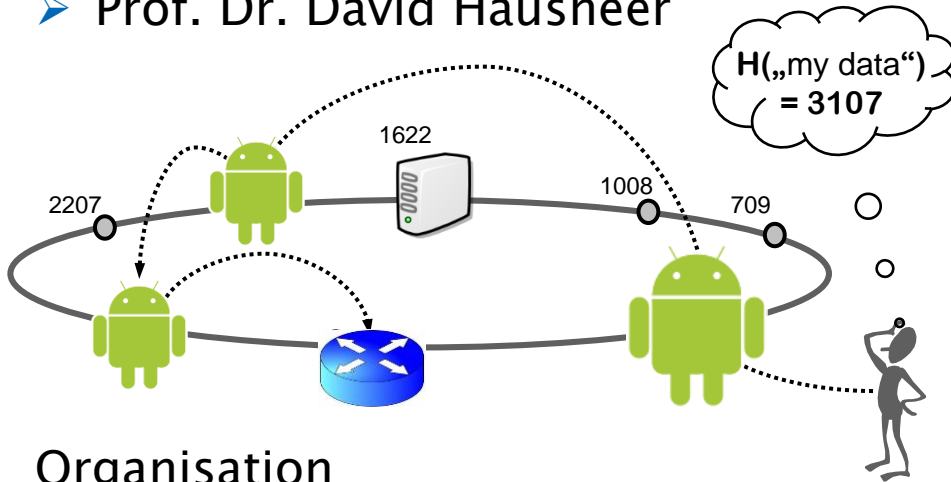 Prof. Dr. David Hausheer
H(„my data“)
= 3107
1622
1008
709
2207
Organisation